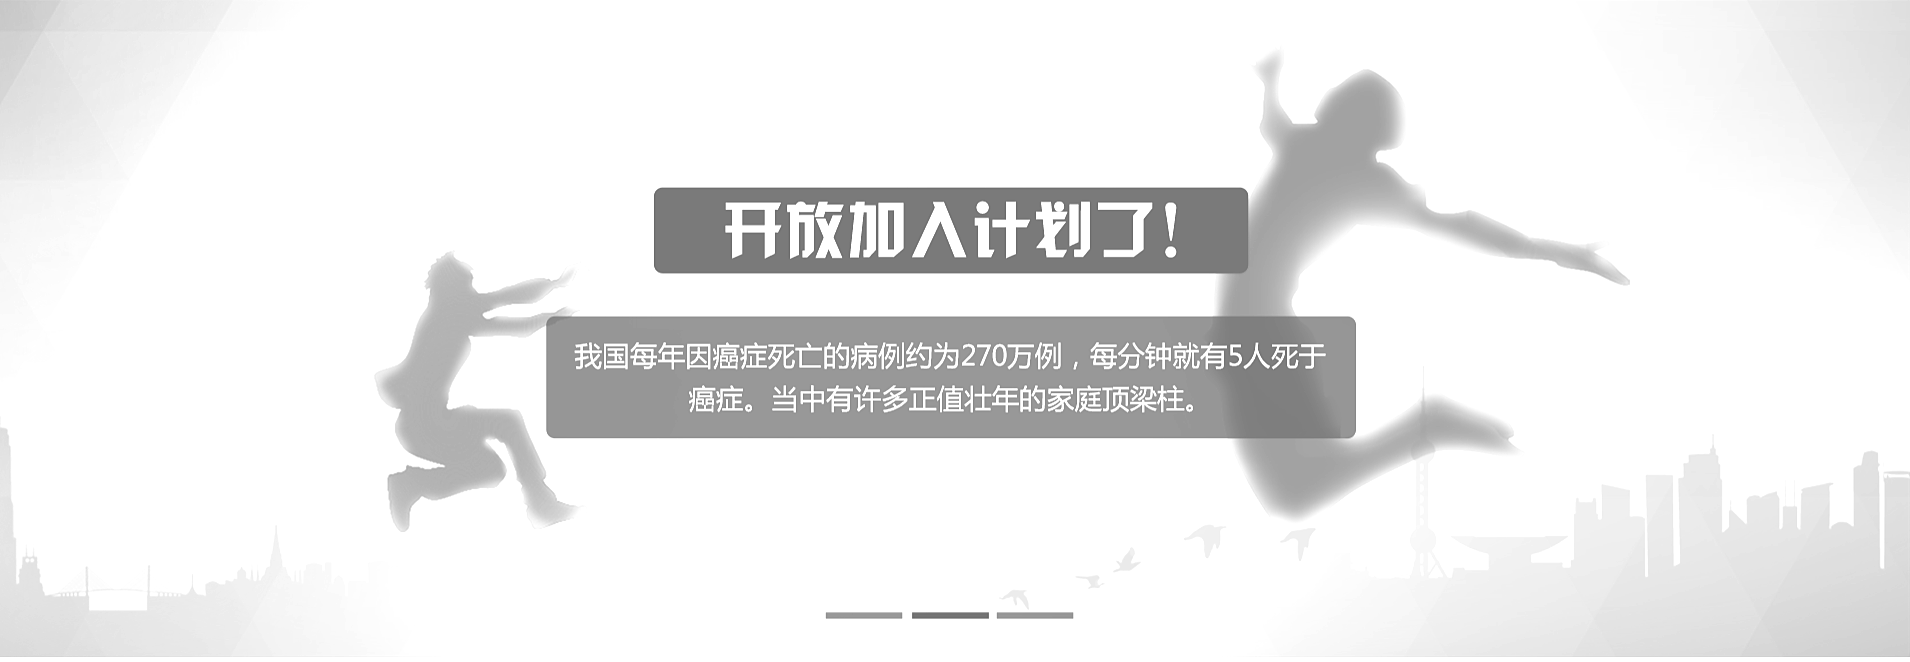 开放加入计划了!
我国每年因癌症死亡的病例约为270万例，每分钟就有5人死于
癌症。当中有许多正值壮年的家庭顶梁柱。